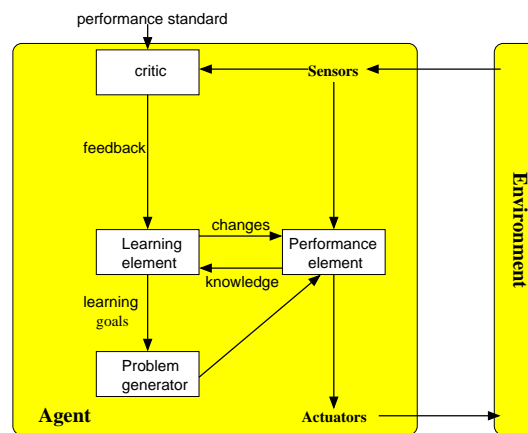 performance standard
critic
Sensors
feedback
changes
Learning
element
Performance
element
knowledge
learning
goals
Problem
generator
Agent
Actuators
Environment